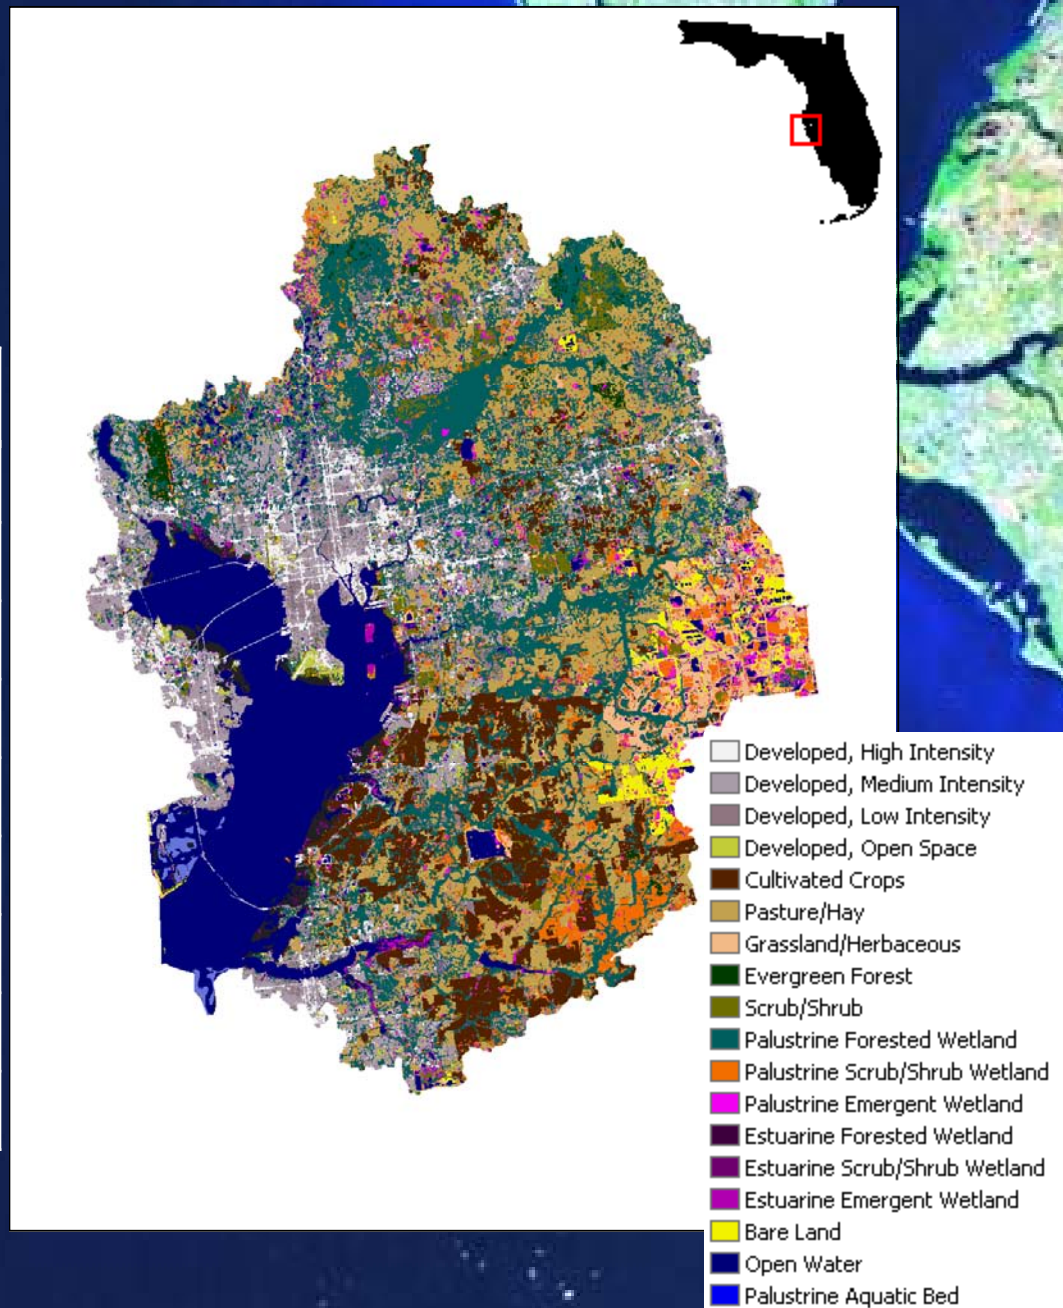 Developed, High Intensity
Developed, Medium Intensity
Developed, Low Intensity
Developed, Open Space
Cultivated Crops
Pasture/Hay
Grassland/Herbaceous
Evergreen Forest
Scrub/Shrub
Palustrine Forested Wetland
Palustrine Scrub/Shrub Wetland
Palustrine Emergent Wetland
Estuarine Forested Wetland
Estuarine Scrub/Shrub Wetland
Estuarine Emergent Wetland
Bare Land
Open Water
Palustrine Aquatic Bed